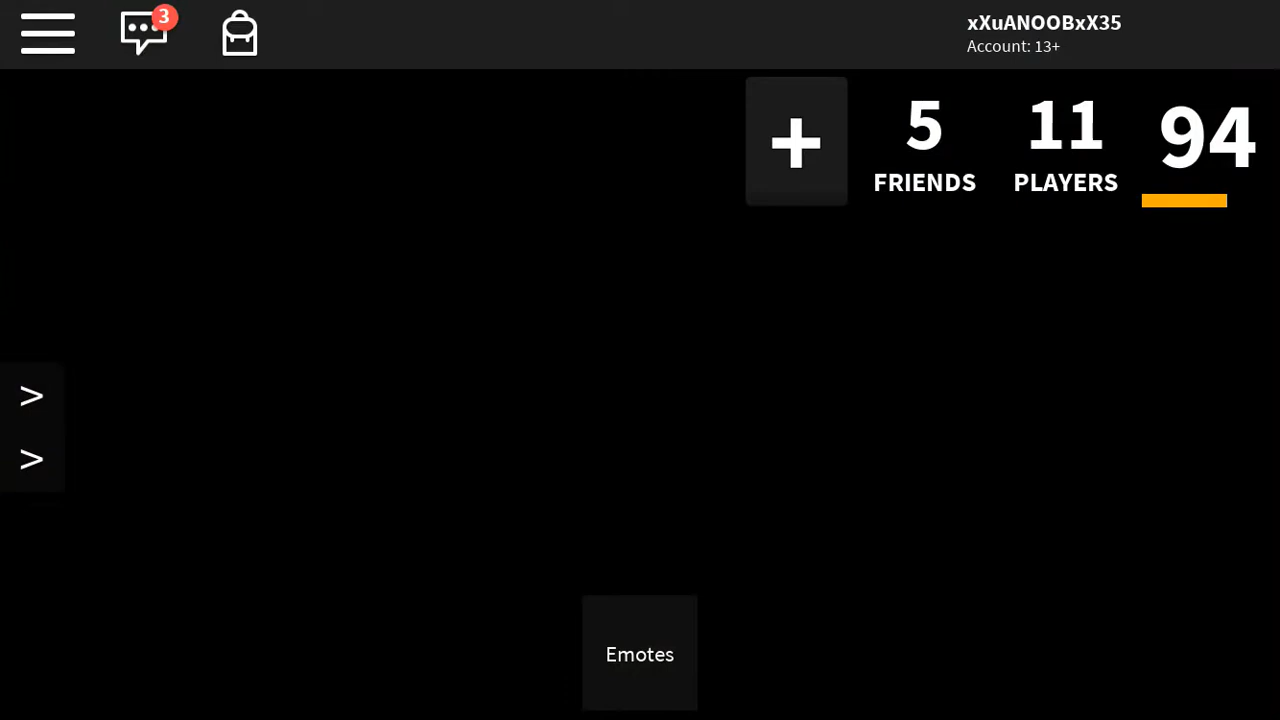 3
xXuANOOBxX35
Account: 13+
+
5
FRIENDS
11
PLAYERS
94
>
>
Emotes